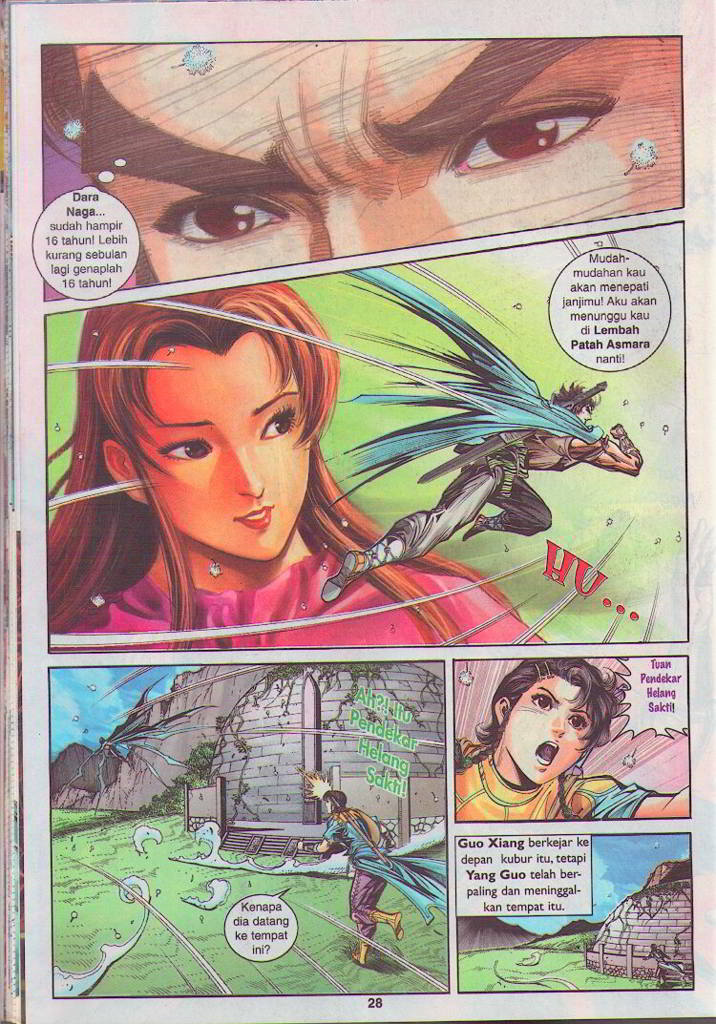 Dara
Naga...
sudah hampir
16 tahun! Lebih
kurang sebulan
lagi genaplah
16 tahun!
Mudah-
mudahan kau
akan menepati
janjimu! Aku akan
menunggu kau
di Lembah
Patah Asmara
nanti!
HU...
Ah?! Itu
Pendekar
Helang
Sakti!
Kenapa
dia datang
ke tempat
ini?
Tuan
Pendekar
Helang
Sakti!
Guo Xiang berkejar ke
depan kubur itu, tetapi
Yang Guo telah ber-
paling dan meninggal-
kan tempat itu.
28